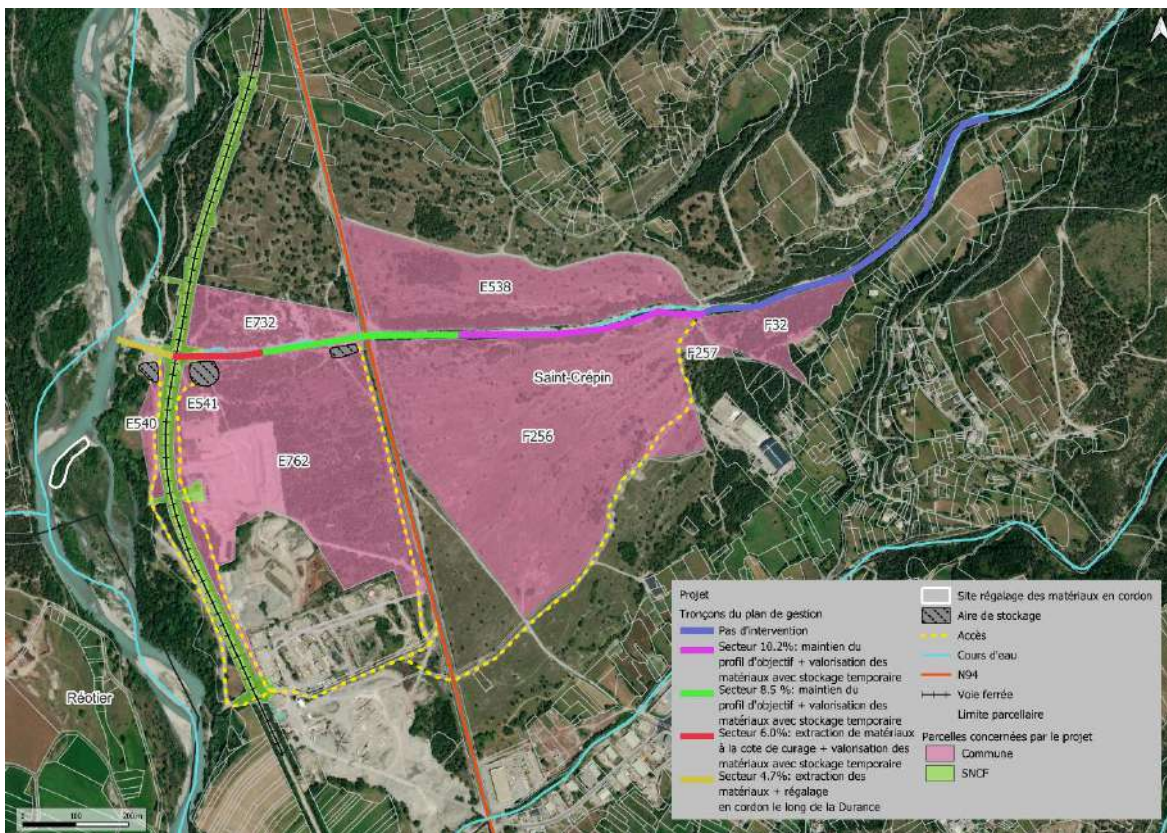 E538
E732
F32
F257
Saint-Crépin
E541
E540
F256
E762
Réotier
0 100 200 m
Projet
Tronçons du plan de gestion
Pas d'intervention
Secteur 10.2%: maintien du
profil d'objectif + valorisation des
matériaux avec stockage temporaire
Secteur 8.5 %: maintien du
profil d'objectif + valorisation des
matériaux avec stockage temporaire
Secteur 6.0%: extraction de matériaux
à la cote de curage + valorisation des
matériaux avec stockage temporaire
Secteur 4.7%: extraction des
matériaux + régalage
en cordon le long de la Durance
Site régalage des matériaux en cordon
Aire de stockage
Accès
Cours d'eau
N94
Voie ferrée
Limite parcellaire
Parcelles concernées par le projet
Commune
SNCF